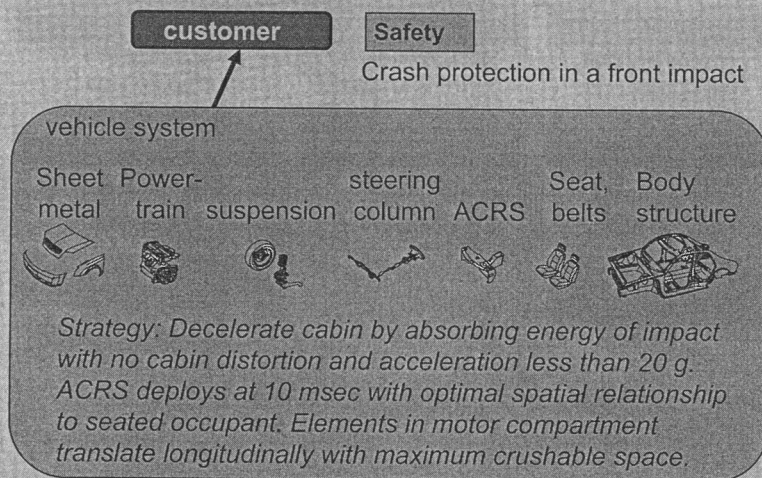 customer
Safety
Crash protection in a front impact
vehicle system
Sheet metal
Power-train
suspension
steering column
ACRS
Seat, belts
Body structure
Strategy: Decelerate cabin by absorbing energy of impact
with no cabin distortion and acceleration less than 20 g.
ACRS deploys at 10 msec with optimal spatial relationship
to seated occupant. Elements in motor compartment
translate longitudinally with maximum crushable space.